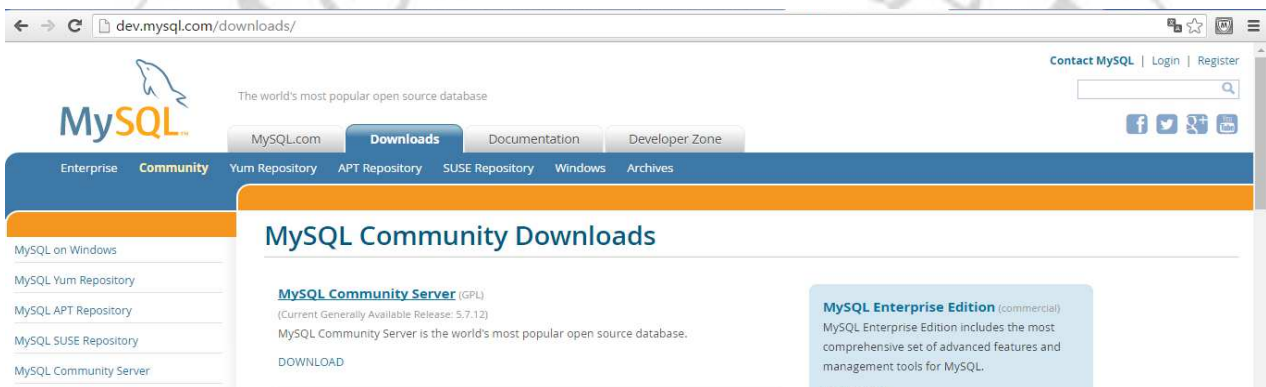 dev.mysql.com/downloads/
Contact MySQL | Login | Register
The world's most popular open source database
MySQL™
MySQL.com Downloads Documentation Developer Zone
Enterprise Community Yum Repository APT Repository SUSE Repository Windows Archives
MySQL Community Downloads
MySQL on Windows
MySQL Yum Repository
MySQL APT Repository
MySQL SUSE Repository
MySQL Community Server
MySQL Community Server (GPL)
(Current Generally Available Release: 5.7.12)
MySQL Community Server is the world's most popular open source database.
DOWNLOAD
MySQL Enterprise Edition (commercial)
MySQL Enterprise Edition includes the most
comprehensive set of advanced features and
management tools for MySQL.